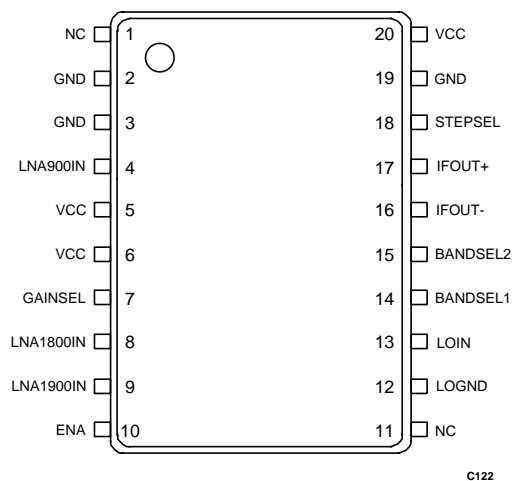 NC 1 20 VCC
GND 2 19 GND
GND 3 18 STEPSEL
LNA900IN 4 17 IFOUT+
VCC 5 16 IFOUT-
VCC 6 15 BANDSEL2
GAINSEL 7 14 BANDSEL1
LNA1800IN 8 13 LOIN
LNA1900IN 9 12 LOGND
ENA 10 11 NC
C122